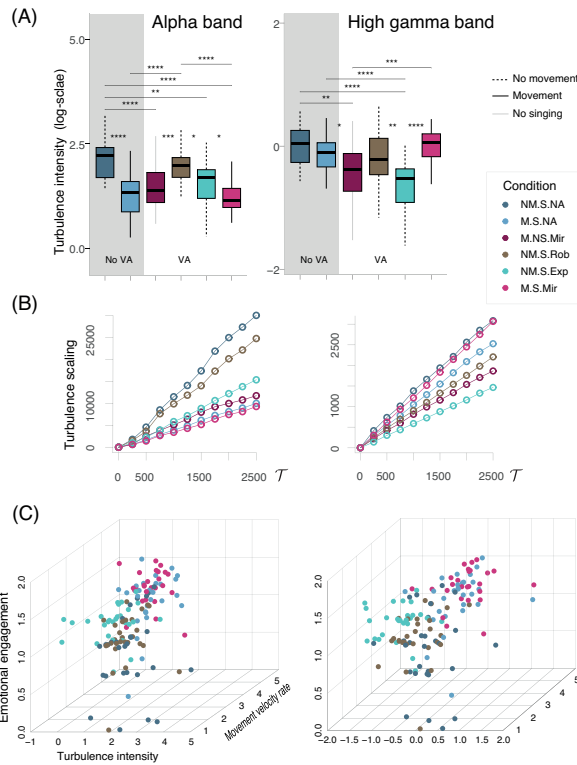 (A)
Alpha band
High gamma band
Turbulence intensity (log-sclae)
5.0
2.5
0.0
****
****
****
**
****
****
***
*
*
No VA
VA
2
0
−2
***
****
****
**
*
**
****
No VA
VA
No movement
Movement
No singing
Condition
NM.S.NA
M.S.NA
M.NS.Mir
NM.S.Rob
NM.S.Exp
M.S.Mir
(B)
Turbulence scaling
25000
10000
0
0
500
1500
2500
𝒯
3000
1000
0
0
500
1500
2500
𝒯
(C)
Emotional engagement
2.0
1.5
1.0
0.5
0.0
−1
0
1
2
3
4
5
Turbulence intensity
1
2
3
4
5
Movement velocity rate
2.0
1.5
1.0
0.5
0.0
−2.0
−1.5
−1.0
−0.5
0.0
0.5
1.0
1.5
2.0
1
2
3
4
5